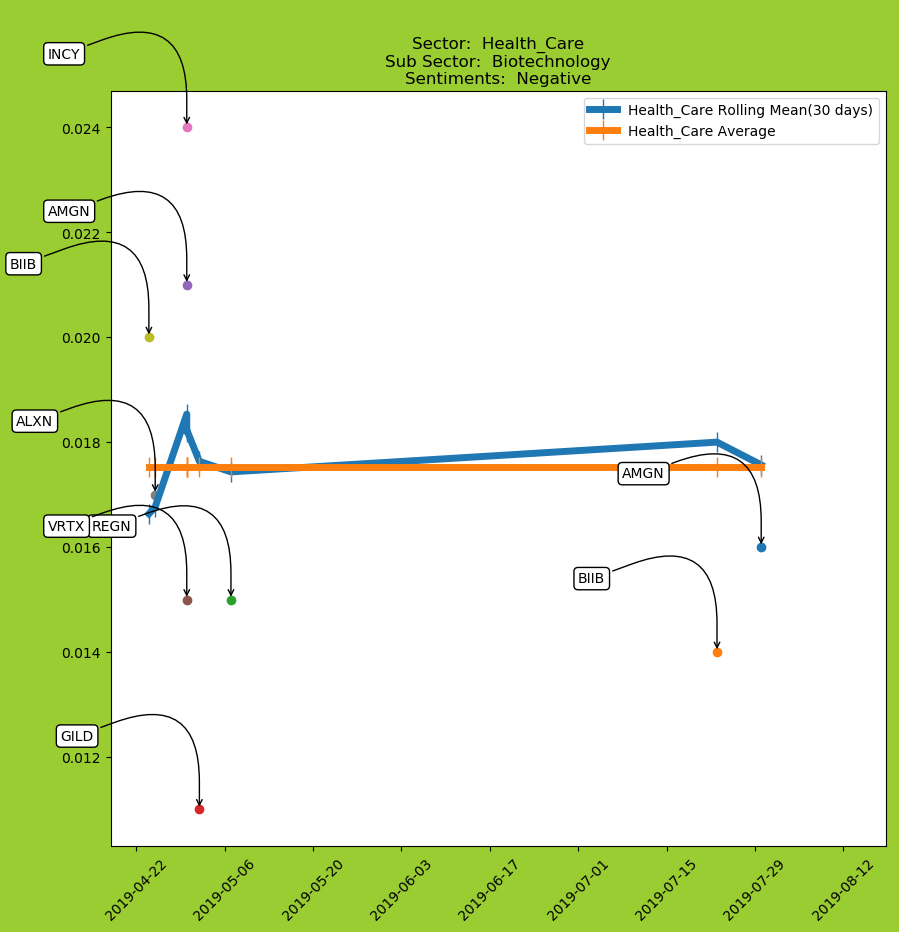 INCY
Sector:  Health_Care
Sub Sector:  Biotechnology
Sentiments:  Negative
Health_Care Rolling Mean(30 days)
Health_Care Average
0.024
AMGN
0.022
BIIB
0.020
ALXN
0.018
AMGN
VRTX
REGN
0.016
BIIB
0.014
GILD
0.012
2019-04-22
2019-05-06
2019-05-20
2019-06-03
2019-06-17
2019-07-01
2019-07-15
2019-07-29
2019-08-12